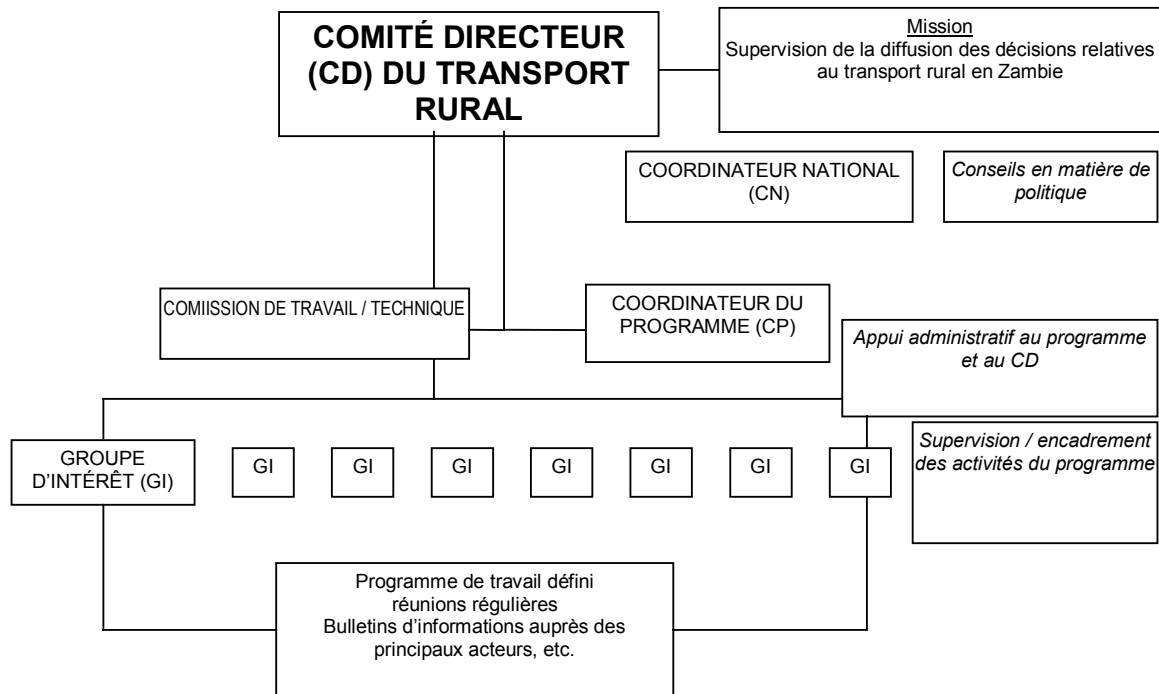 COMITÉ DIRECTEUR
(CD) DU TRANSPORT
RURAL
Mission
Supervision de la diffusion des décisions relatives
au transport rural en Zambie
COORDINATEUR NATIONAL
(CN)
Conseils en matière de
politique
COMIISSION DE TRAVAIL / TECHNIQUE
COORDINATEUR DU
PROGRAMME (CP)
Appui administratif au programme
et au CD
GROUPE
D’INTÉRÊT (GI)
GI
GI
GI
GI
GI
GI
GI
Supervision / encadrement
des activités du programme
Programme de travail défini
réunions régulières
Bulletins d’informations auprès des
principaux acteurs, etc.